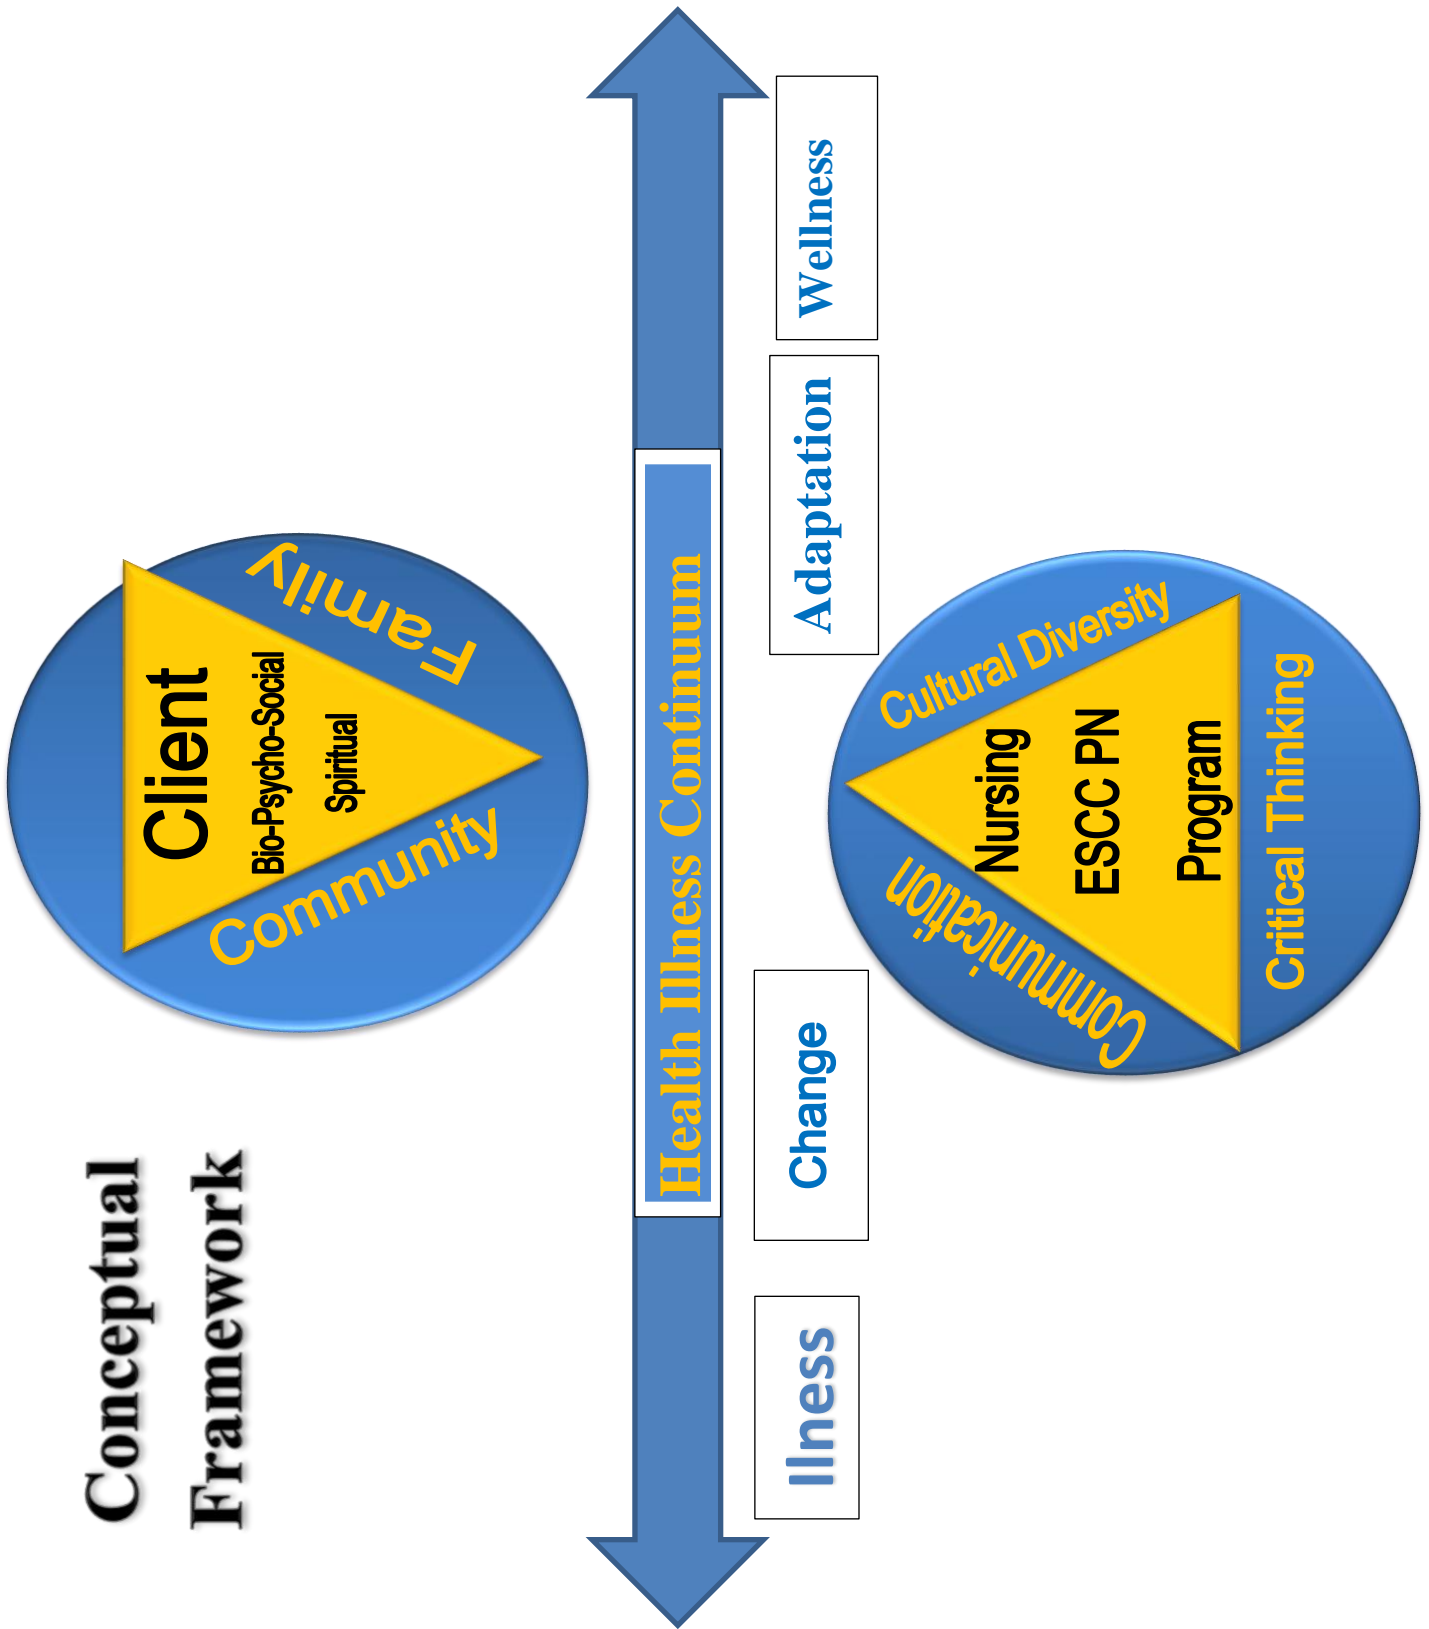 Conceptual
Framework
Client
Bio-Psycho-Social
Spiritual
Community
Family
Health Illness Continuum
Illness
Change
Adaptation
Wellness
Communication
Cultural Diversity
Nursing
ESCC PN
Program
Critical Thinking